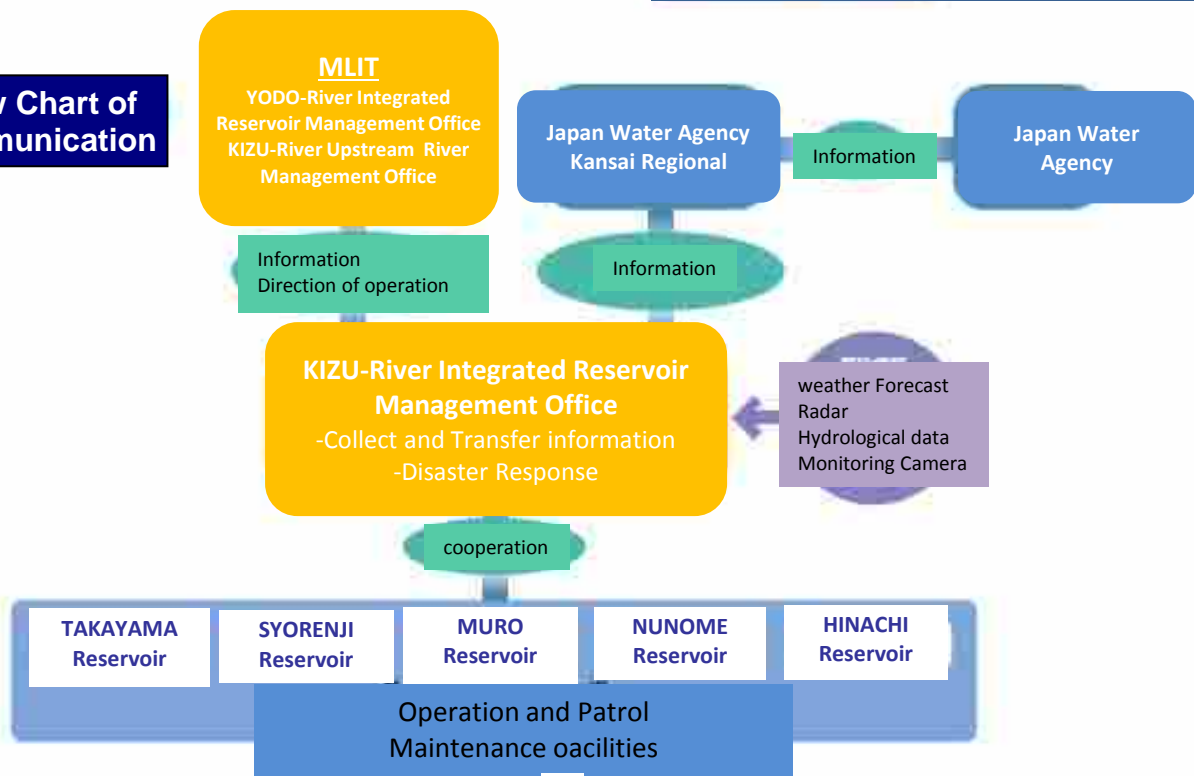 Chart of
MLIT
YODO-River Integrated
Reservoir Management Office
KIZU-River Upstream River
Management Office
Japan Water Agency
Kansai Regional
Information
Japan Water
Agency
Information
Direction of operation
Information
KIZU-River Integrated Reservoir
Management Office
-Collect and Transfer information
-Disaster Response
weather Forecast
Radar
Hydrological data
Monitoring Camera
cooperation
TAKAYAMA
Reservoir
SYORENJI
Reservoir
MURO
Reservoir
NUNOME
Reservoir
HINACHI
Reservoir
Operation and Patrol
Maintenance oacilities